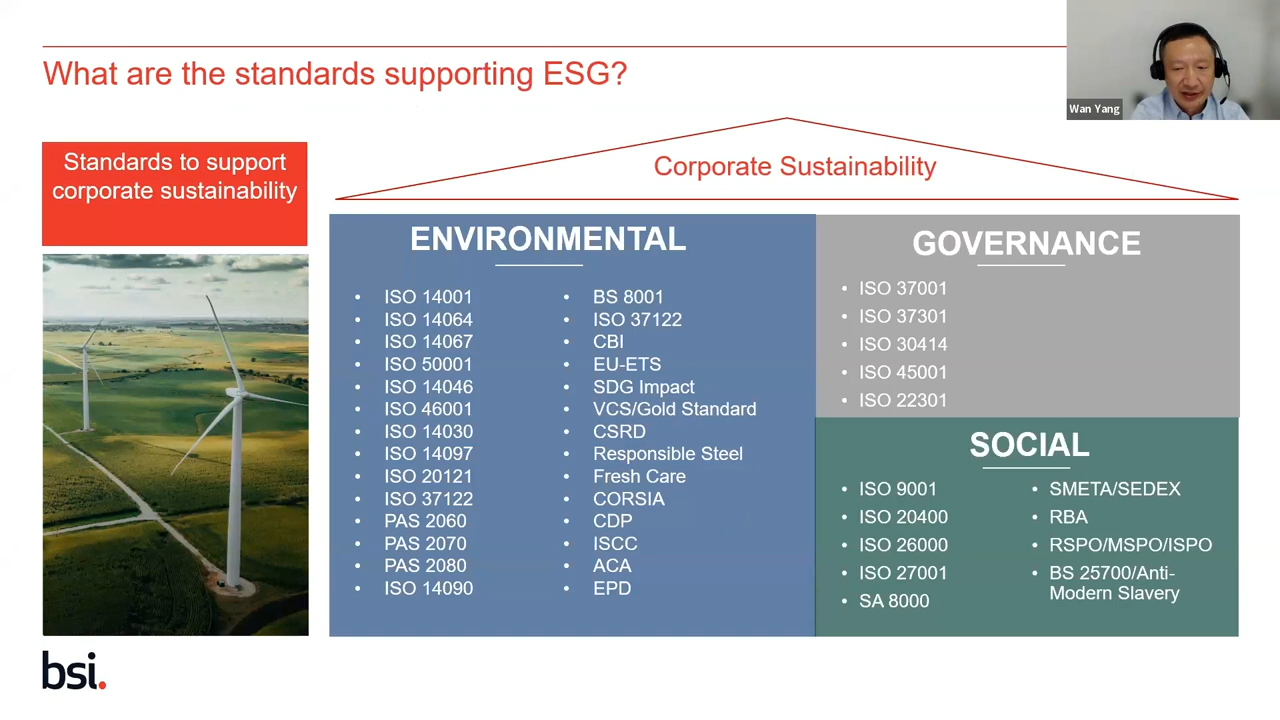 What are the standards supporting ESG?
Wan Yang
Standards to support
corporate sustainability
Corporate Sustainability
ENVIRONMENTAL
• ISO 14001
• ISO 14064
• ISO 14067
• ISO 50001
• ISO 14046
• ISO 46001
• ISO 14030
• ISO 14097
• ISO 20121
• ISO 37122
• PAS 2060
• PAS 2070
• PAS 2080
• ISO 14090
• BS 8001
• ISO 37122
• CBI
• EU-ETS
• SDG Impact
• VCS/Gold Standard
• CSRD
• Responsible Steel
• Fresh Care
• CORSIA
• CDP
• ISCC
• ACA
• EPD
GOVERNANCE
• ISO 37001
• ISO 37301
• ISO 30414
• ISO 45001
• ISO 22301
SOCIAL
• ISO 9001
• ISO 20400
• ISO 26000
• ISO 27001
• SA 8000
• SMETA/SEDEX
• RBA
• RSPO/MSPO/ISPO
• BS 25700/Anti-
Modern Slavery
bsi.